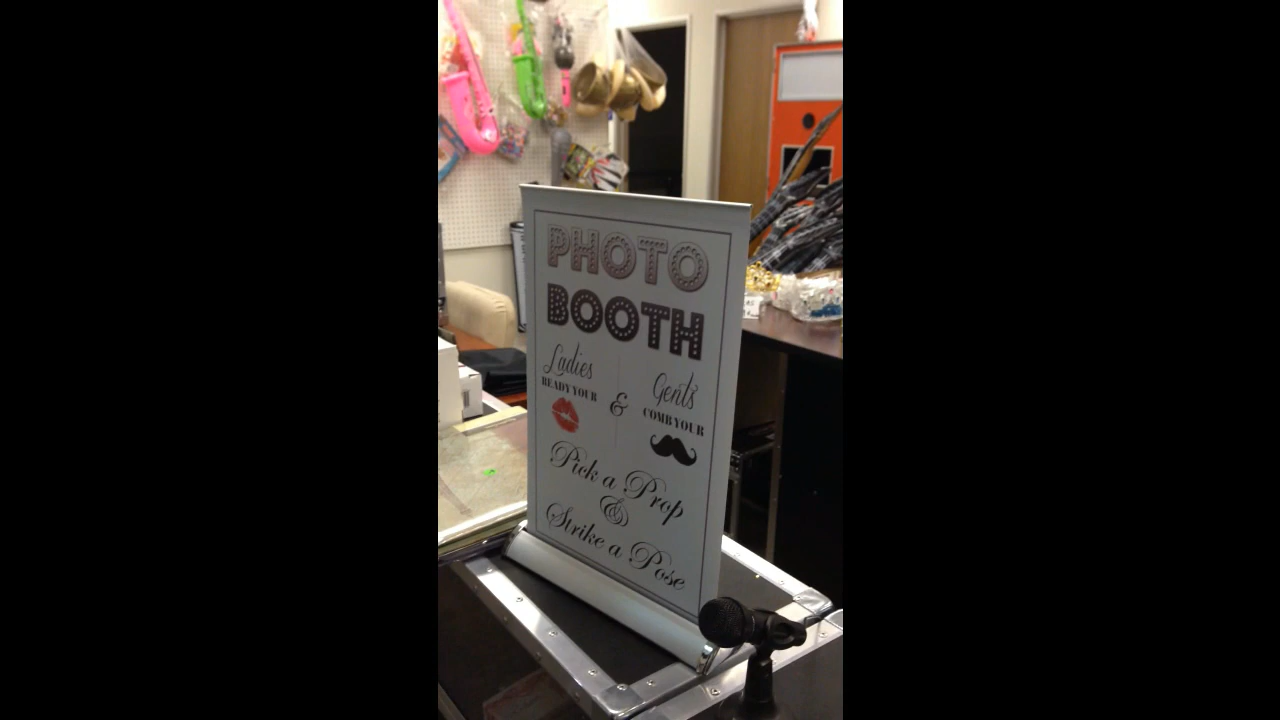 PHOTO
BOOTH
Ladies & Gents
READY YOUR COMB YOUR
Pick a Prop
&
Strike a Pose